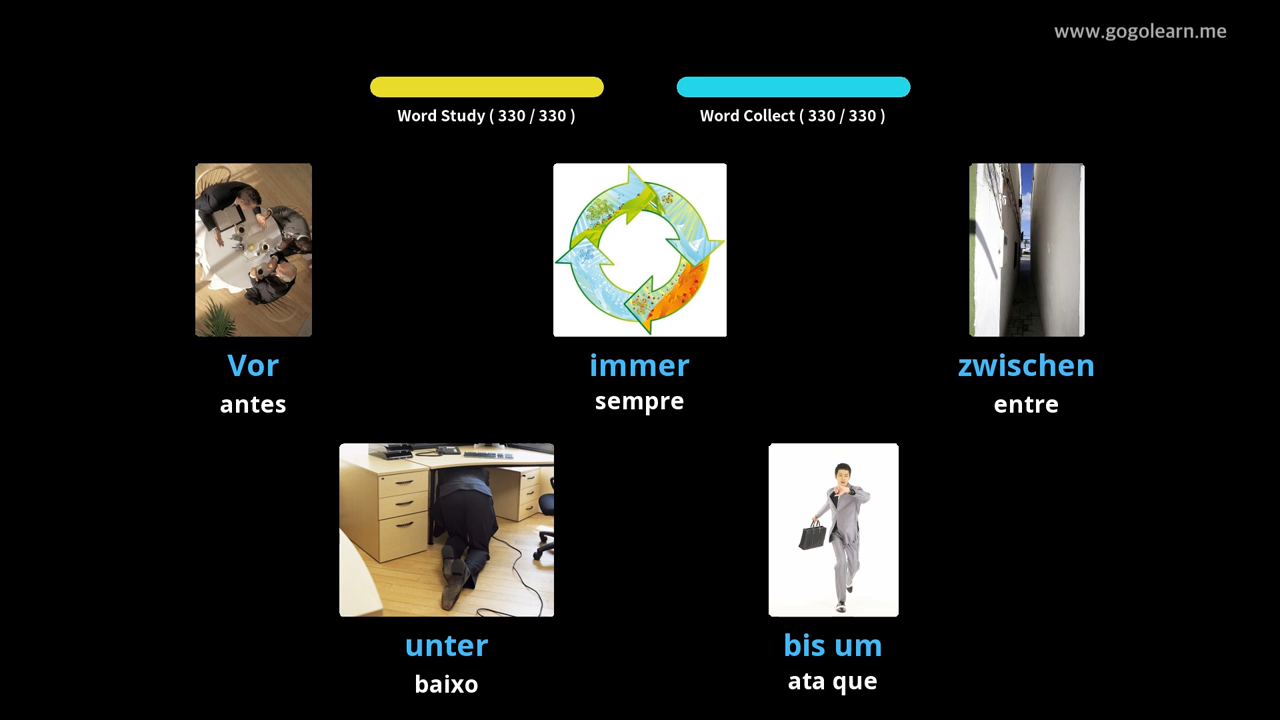 www.gogolearn.me
Word Study ( 330 / 330 )
Word Collect ( 330 / 330 )
Vor
antes
immer
sempre
zwischen
entre
unter
baixo
bis um
ata que